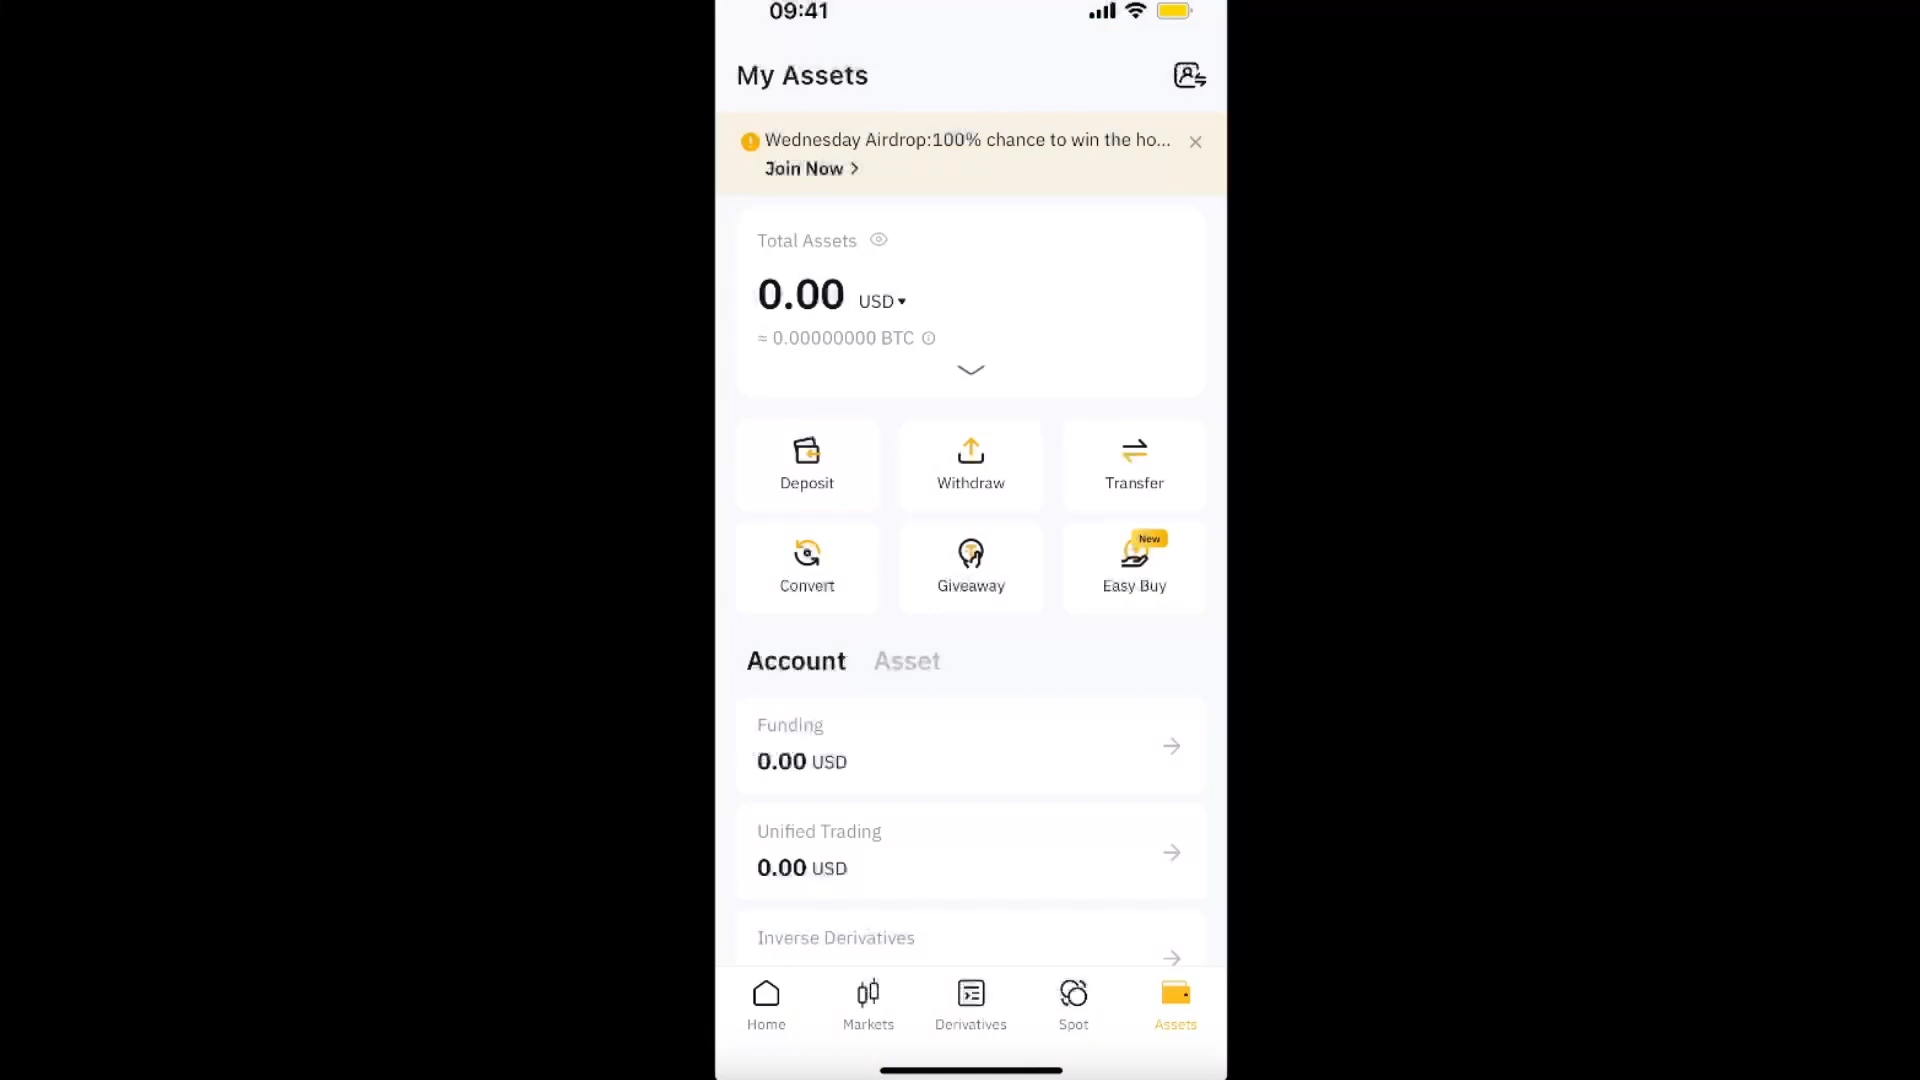 09:41
My Assets
Wednesday Airdrop:100% chance to win the ho...
Join Now >
Total Assets
0.00 USD
≈ 0.00000000 BTC
Deposit
Withdraw
Transfer
New
Convert
Giveaway
Easy Buy
Account
Asset
Funding
0.00 USD
Unified Trading
0.00 USD
Inverse Derivatives
Home
Markets
Derivatives
Spot
Assets